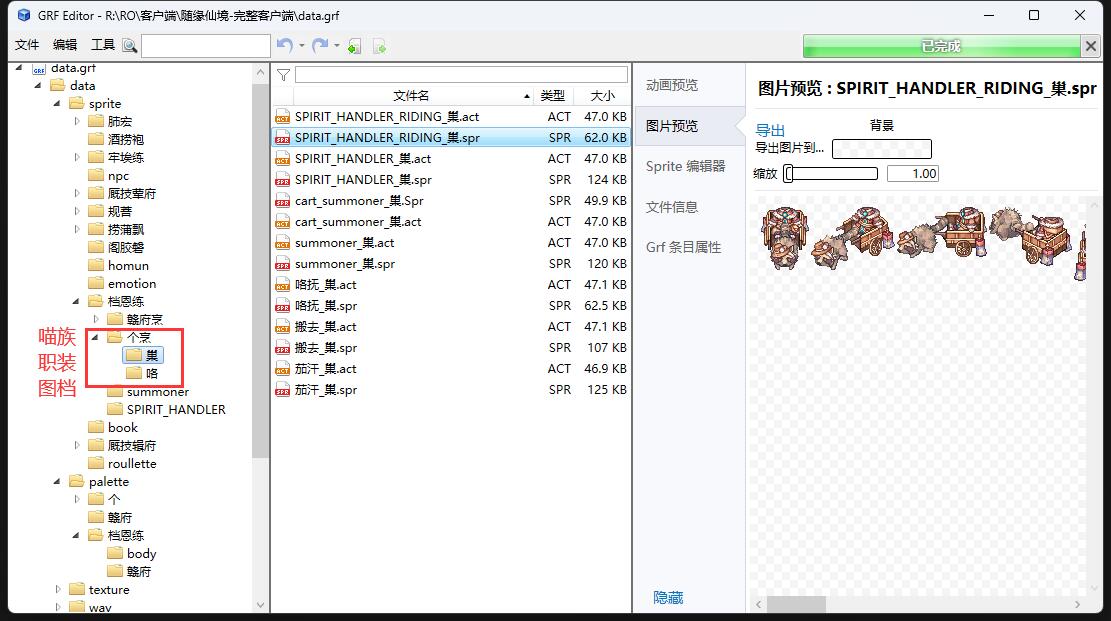 GRF Editor - R:\RO\客户端\随缘仙境-完整客户端\data.grf
文件 编辑 工具
已完成
data.grf
data
sprite
肺宏
酒捞袍
牢埃练
npc
厩技荤府
规菩
捞蒲飘
阁胶磐
homun
emotion
档恩练
赣府烹
个烹
巢
咯
summoner
SPIRIT_HANDLER
book
厩技辑府
roullette
palette
个
赣府
档恩练
body
赣府
texture
wav
喵族
职装
图档
文件名 类型 大小
SPIRIT_HANDLER_RIDING_巢.act ACT 47.0 KB
SPIRIT_HANDLER_RIDING_巢.spr SPR 62.0 KB
SPIRIT_HANDLER_巢.act ACT 47.0 KB
SPIRIT_HANDLER_巢.spr SPR 124 KB
cart_summoner_巢.Spr SPR 49.9 KB
cart_summoner_巢.act ACT 47.0 KB
summoner_巢.act ACT 47.0 KB
summoner_巢.spr SPR 120 KB
咯抚_巢.act ACT 47.1 KB
咯抚_巢.spr SPR 62.5 KB
搬去_巢.act ACT 47.1 KB
搬去_巢.spr SPR 107 KB
茄汗_巢.act ACT 46.9 KB
茄汗_巢.spr SPR 125 KB
动画预览
图片预览
Sprite 编辑器
文件信息
Grf 条目属性
隐藏
图片预览 : SPIRIT_HANDLER_RIDING_巢.spr
导出
背景
导出图片到...
缩放 1.00